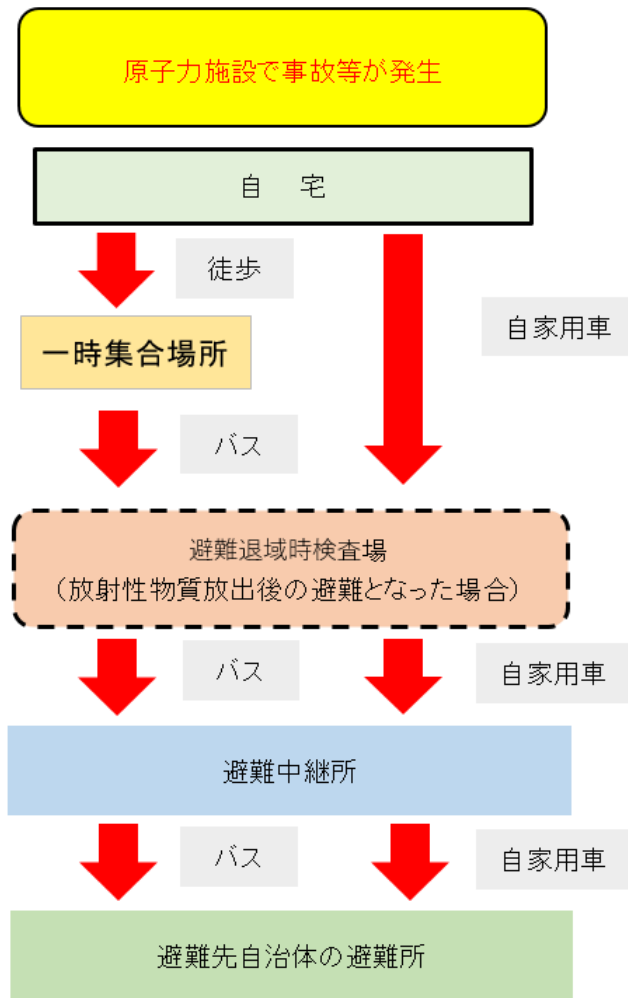 原子力施設で事故等が発生
自　宅
徒歩
自家用車
一時集合場所
バス
避難退域時検査場
（放射性物質放出後の避難となった場合）
バス
自家用車
避難中継所
バス
自家用車
避難先自治体の避難所